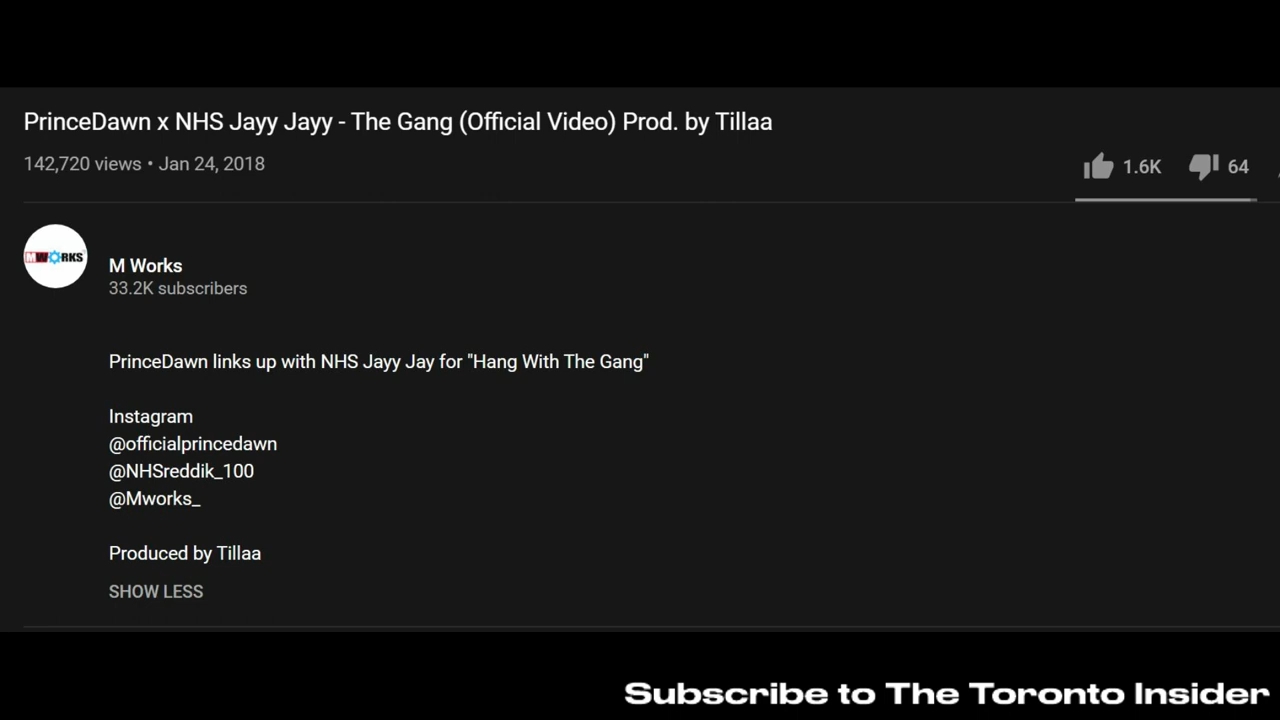 PrinceDawn x NHS Jayy Jayy - The Gang (Official Video) Prod. by Tillaa
142,720 views • Jan 24, 2018
1.6K
64
MWORKS
M Works
33.2K subscribers
PrinceDawn links up with NHS Jayy Jay for "Hang With The Gang"
Instagram
@officialprincedawn
@NHSreddik_100
@Mworks_
Produced by Tillaa
SHOW LESS
Subscribe to The Toronto Insider